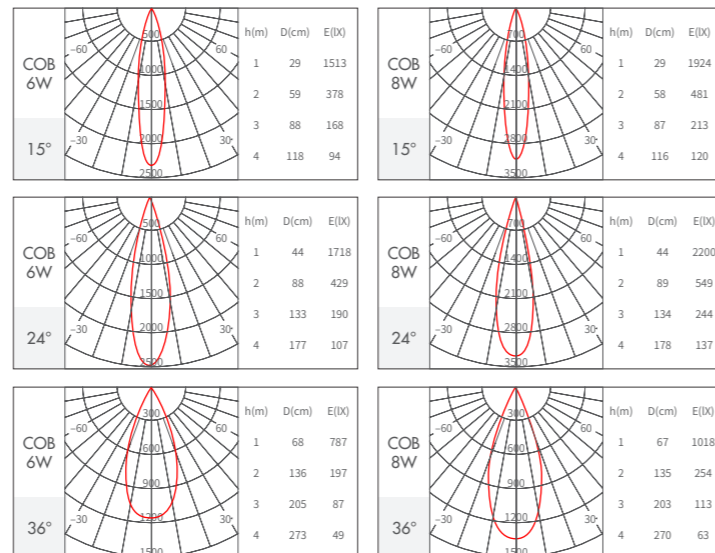 COB
6W
15°
500
1000
1500
2000
2500
−60
60
−30
30
h(m) D(cm) E(lX)
1 29 1513
2 59 378
3 88 168
4 118 94
COB
8W
15°
700
1400
2100
2800
3500
−60
60
−30
30
h(m) D(cm) E(lX)
1 29 1924
2 58 481
3 87 213
4 116 120
COB
6W
24°
500
1000
1500
2000
2500
−60
60
−30
30
h(m) D(cm) E(lX)
1 44 1718
2 88 429
3 133 190
4 177 107
COB
8W
24°
700
1400
2100
2800
3500
−60
60
−30
30
h(m) D(cm) E(lX)
1 44 2200
2 89 549
3 134 244
4 178 137
COB
6W
36°
300
600
900
1200
1500
−60
60
−30
30
h(m) D(cm) E(lX)
1 68 787
2 136 197
3 205 87
4 273 49
COB
8W
36°
300
600
900
1200
1500
−60
60
−30
30
h(m) D(cm) E(lX)
1 67 1018
2 135 254
3 203 113
4 270 63